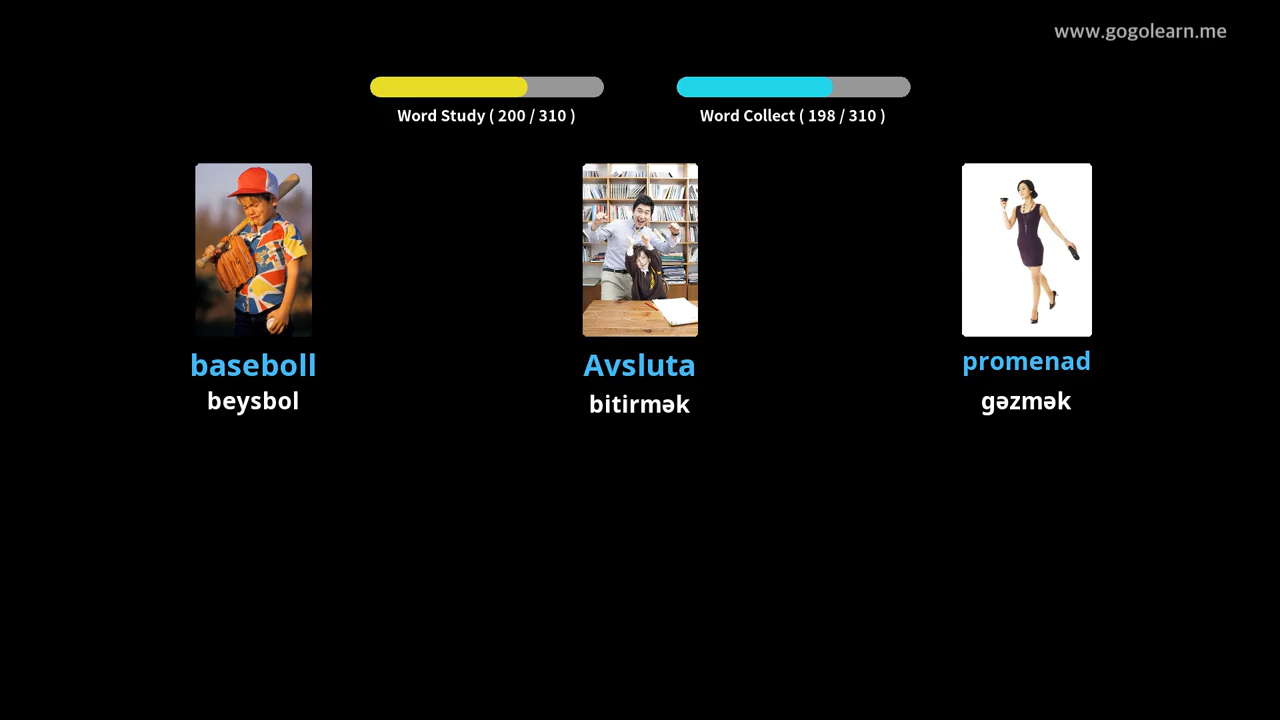 www.gogolearn.me
Word Study ( 200 / 310 )
Word Collect ( 198 / 310 )
baseboll
Avsluta
promenad
beysbol
bitirmək
gəzmək